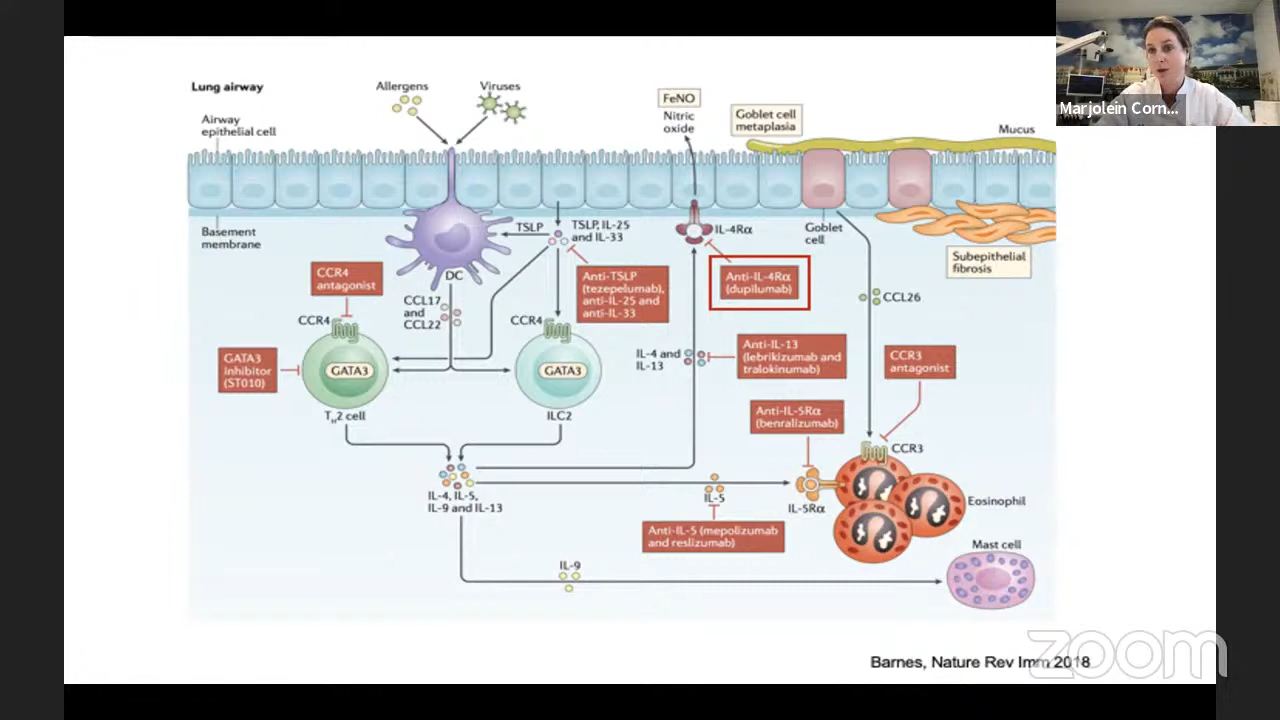 Marjolein Corn...
Lung airway
Allergens
Viruses
FeNO
Nitric
oxide
Goblet cell
metaplasia
Mucus
Airway
epithelial cell
Basement
membrane
TSLP
TSLP, IL-25
and IL-33
IL-4Rα
Goblet
cell
Subepithelial
fibrosis
DC
CCR4
antagonist
Anti-TSLP
(tezepelumab),
anti-IL-25 and
anti-IL-33
Anti-IL-4Rα
(dupilumab)
CCL17
and
CCL22
CCL26
CCR4
CCR4
GATA3
inhibitor
(ST010)
GATA3
GATA3
IL-4 and
IL-13
Anti-IL-13
(lebrikizumab and
tralokinumab)
CCR3
antagonist
TH2 cell
ILC2
Anti-IL-5Rα
(benralizumab)
CCR3
IL-4, IL-5,
IL-9 and IL-13
IL-5
IL-5Rα
Eosinophil
Anti-IL-5 (mepolizumab
and reslizumab)
Mast cell
IL-9
Barnes, Nature Rev Imm 2018
zoom